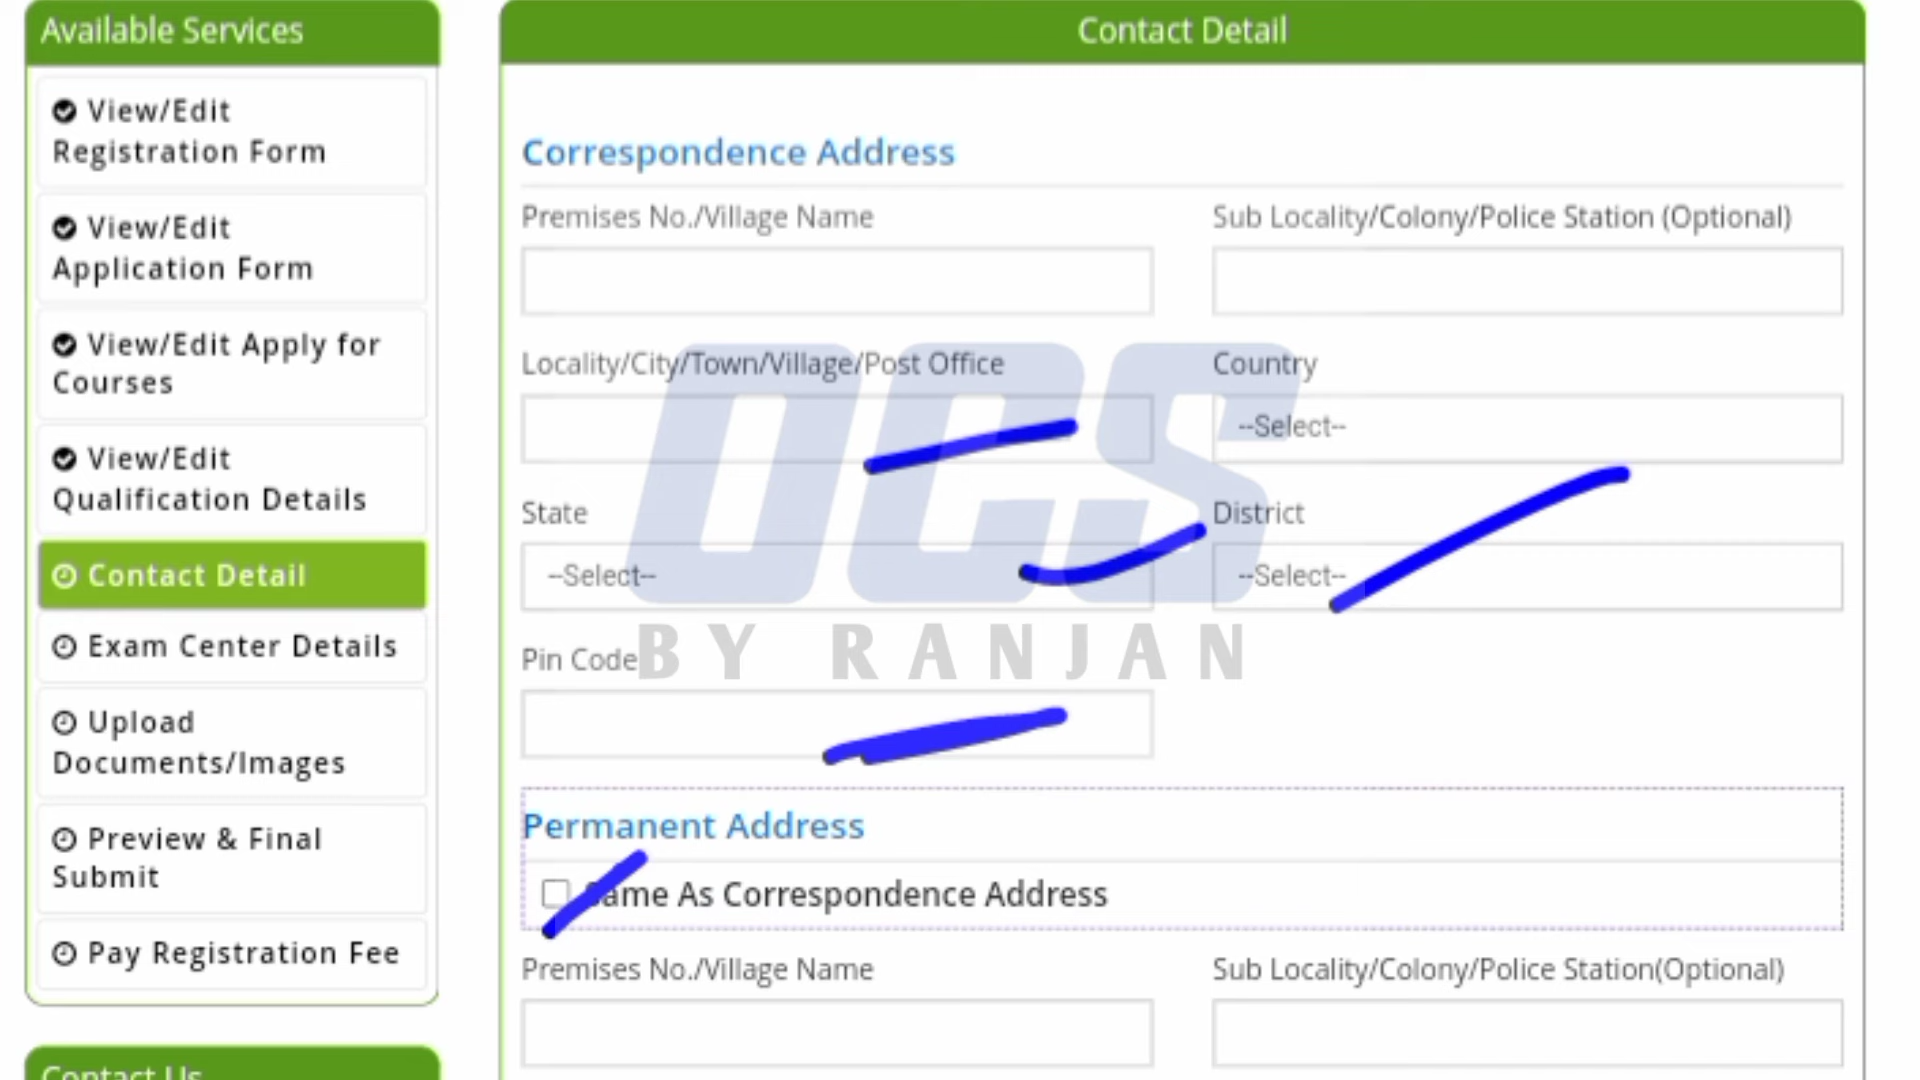 Available Services
View/Edit
Registration Form
View/Edit
Application Form
View/Edit Apply for
Courses
View/Edit
Qualification Details
Contact Detail
Exam Center Details
Upload
Documents/Images
Preview & Final
Submit
Pay Registration Fee
Contact Us
Contact Detail
Correspondence Address
Premises No./Village Name
Sub Locality/Colony/Police Station (Optional)
Locality/City/Town/Village/Post Office
Country
--Select--
State
District
--Select--
--Select--
Pin Code
OCS
BY RANJAN
Permanent Address
Same As Correspondence Address
Premises No./Village Name
Sub Locality/Colony/Police Station(Optional)